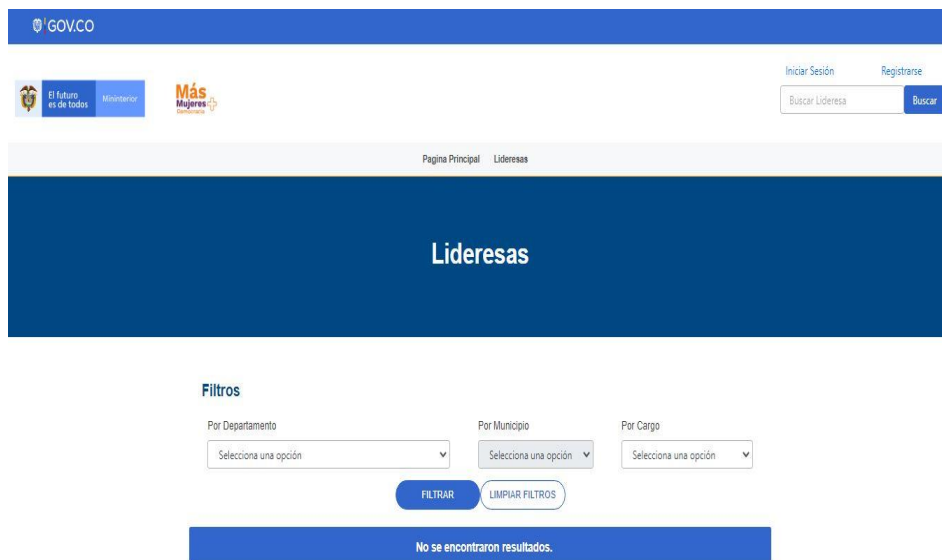 GOV.CO
Iniciar Sesión Registrarse
El futuro
es de todos
Mininterior
Más
Mujeres
Democracia
Buscar Lideresa
Buscar
Pagina Principal Lideresas
Lideresas
Filtros
Por Departamento Por Municipio Por Cargo
Selecciona una opción Selecciona una opción Selecciona una opción
FILTRAR LIMPIAR FILTROS
No se encontraron resultados.